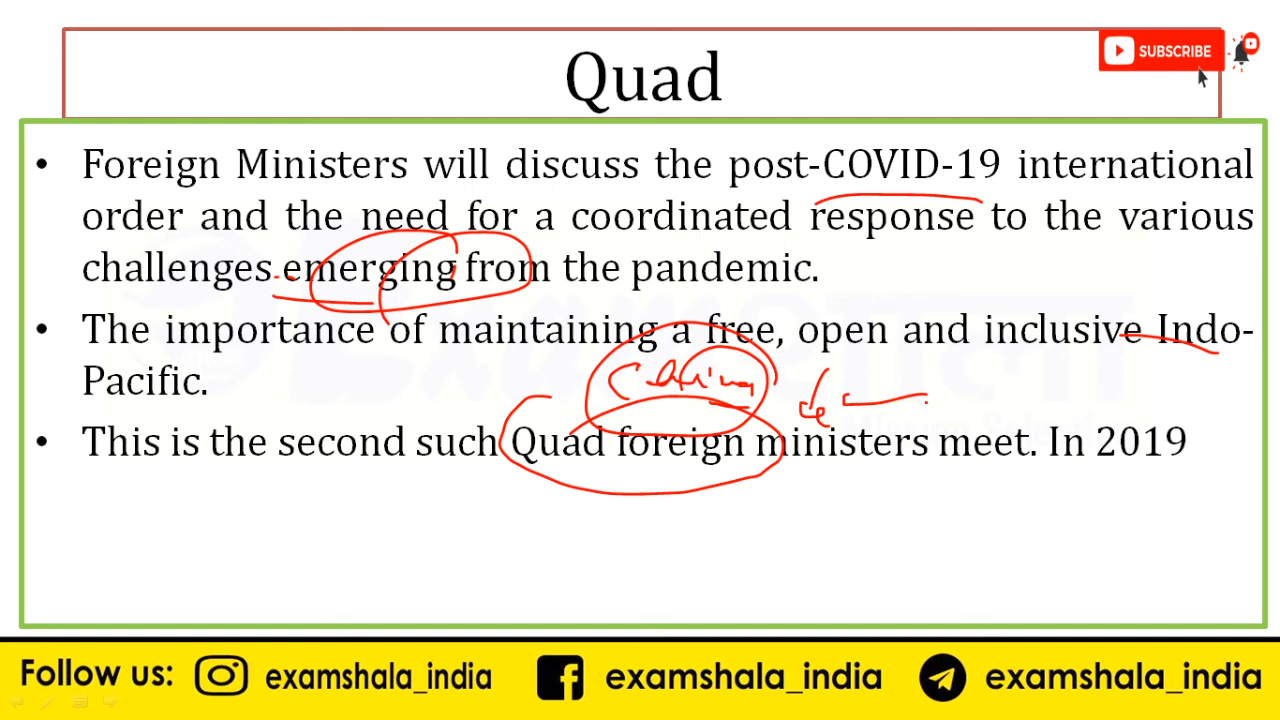 Quad
SUBSCRIBE
• Foreign Ministers will discuss the post-COVID-19 international
order and the need for a coordinated response to the various
challenges emerging from the pandemic.
• The importance of maintaining a free, open and inclusive Indo-
Pacific.
China
• This is the second such Quad foreign ministers meet. In 2019
Follow us: examshala_india examshala_india examshala_india